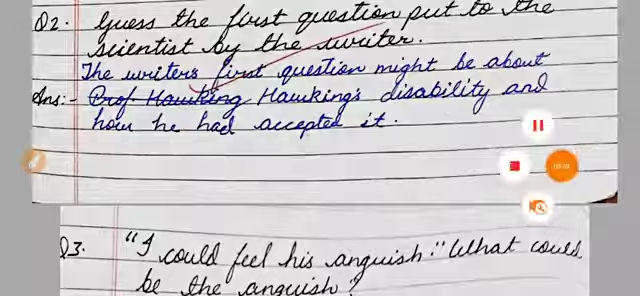 Q2. Guess the first question put to the
scientist by the writer.
The writers first question might be about
Ans:- Prof. Hawking Hawking's disability and
how he had accepted it.
Q3. "I could feel his anguish." What could
be the anguish?